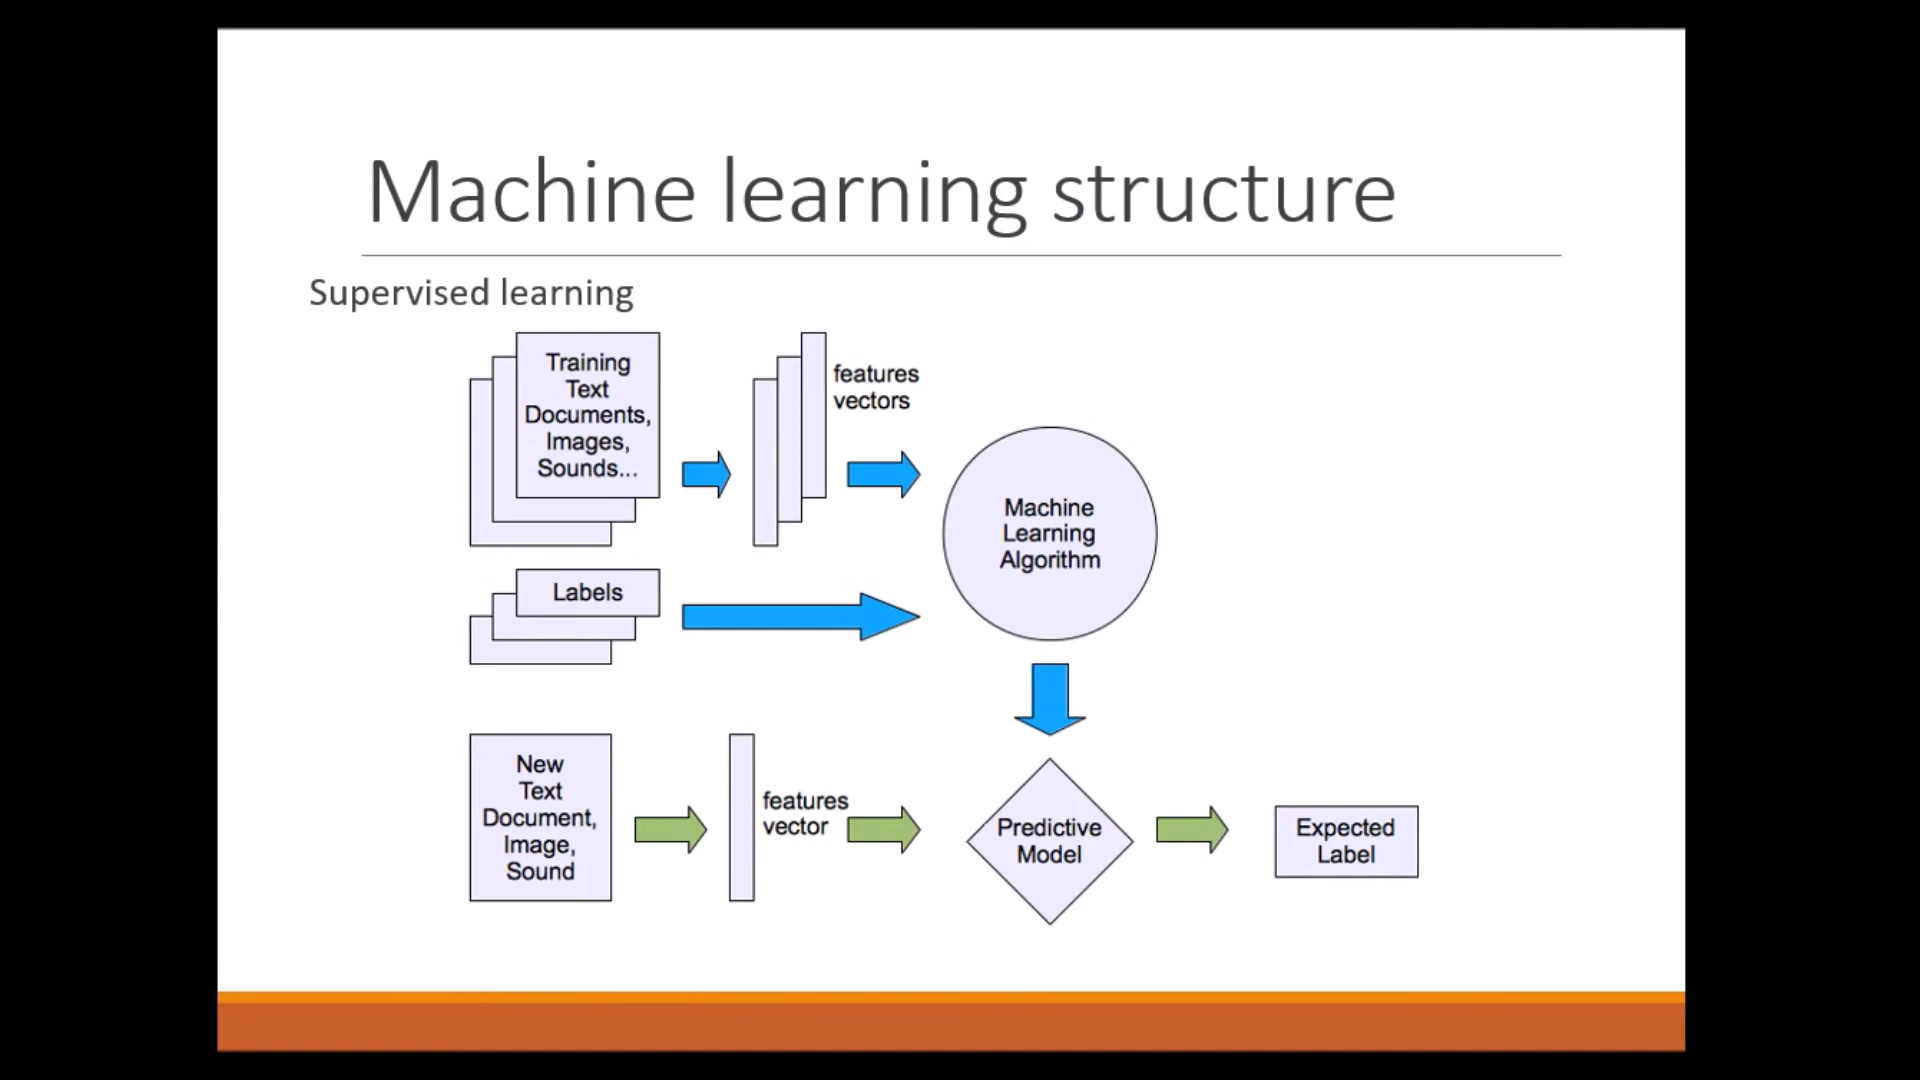 Machine learning structure
Supervised learning
Training
Text
Documents,
Images,
Sounds...
features
vectors
Machine
Learning
Algorithm
Labels
New
Text
Document,
Image,
Sound
features
vector
Predictive
Model
Expected
Label